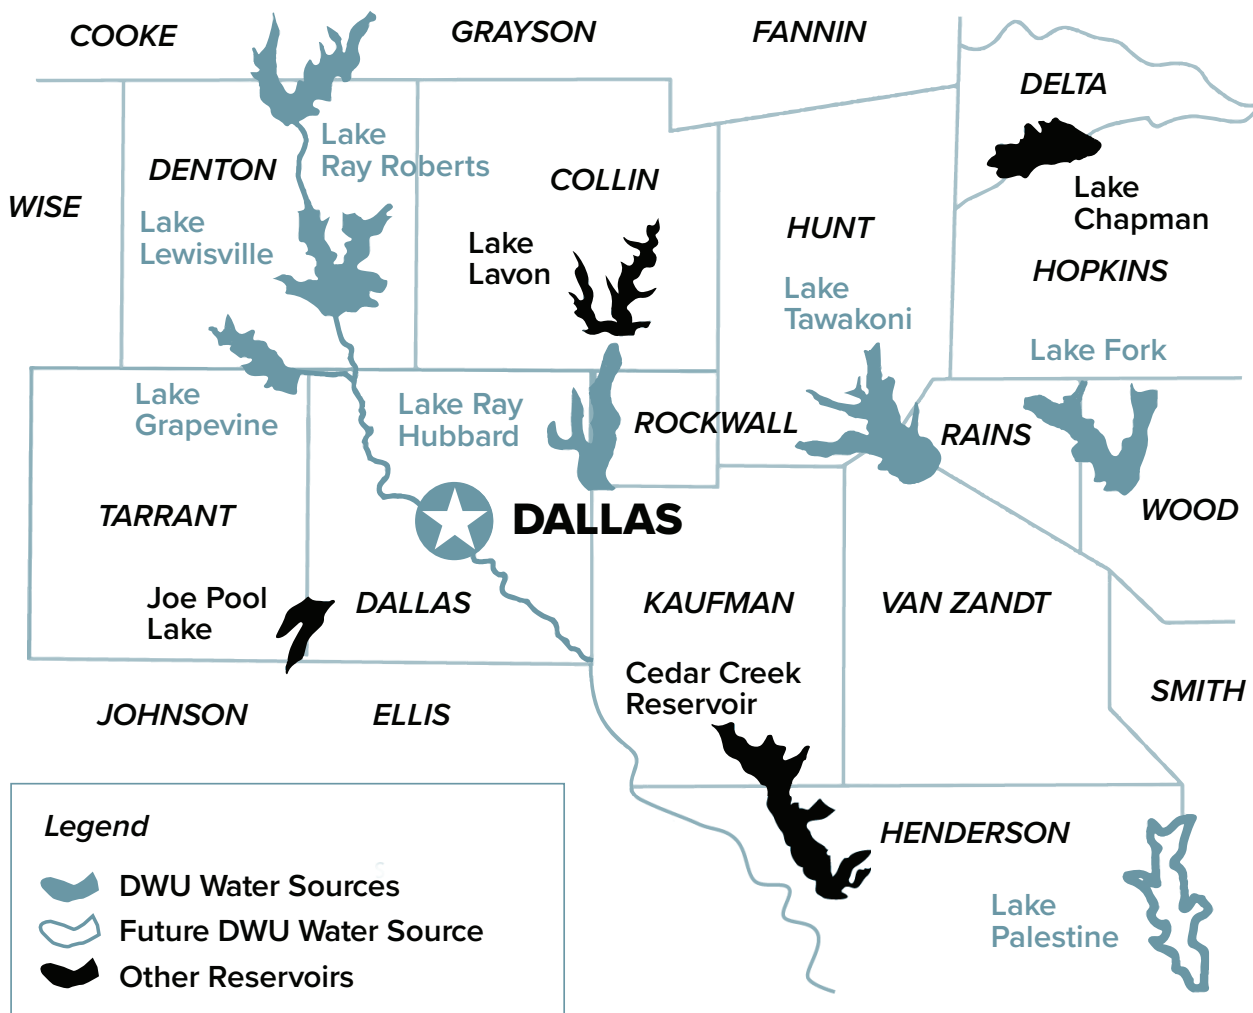 COOKE
GRAYSON
FANNIN
DELTA
Lake
Ray Roberts
DENTON
COLLIN
WISE
Lake
Chapman
Lake
Lewisville
HUNT
Lake
Lavon
HOPKINS
Lake
Tawakoni
Lake Fork
Lake
Grapevine
Lake Ray
Hubbard
ROCKWALL
RAINS
TARRANT
DALLAS
WOOD
Joe Pool
Lake
DALLAS
KAUFMAN
VAN ZANDT
Cedar Creek
Reservoir
SMITH
JOHNSON
ELLIS
HENDERSON
Lake
Palestine
Legend
DWU Water Sources
Future DWU Water Source
Other Reservoirs